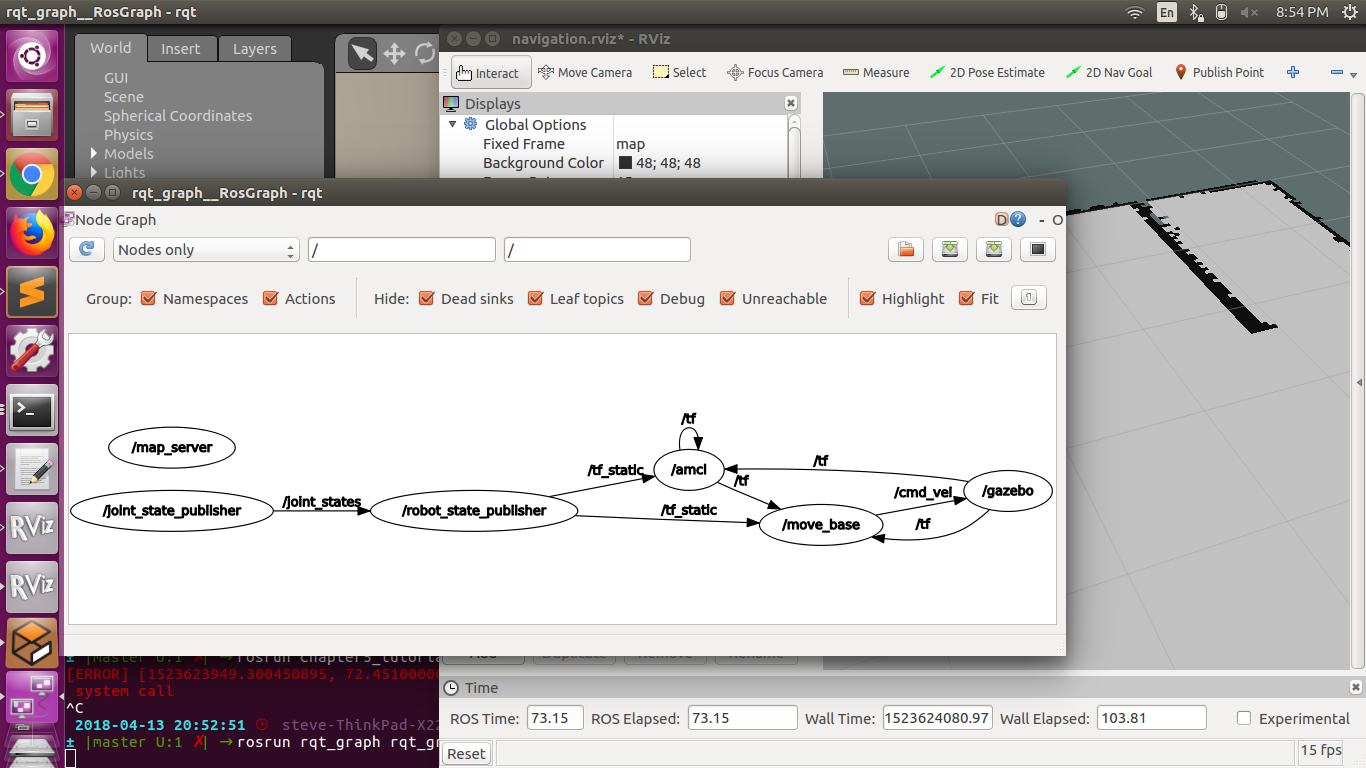 rqt_graph__RosGraph - rqt
En
8:54 PM
World
Insert
Layers
GUI
Scene
Spherical Coordinates
Physics
Models
Lights
navigation.rviz* - RViz
Interact
Move Camera
Select
Focus Camera
Measure
2D Pose Estimate
2D Nav Goal
Publish Point
Displays
Global Options
Fixed Frame
map
Background Color
48; 48; 48
rqt_graph__RosGraph - rqt
Node Graph
D
?
- O
Nodes only
/
/
Group:
Namespaces
Actions
Hide:
Dead sinks
Leaf topics
Debug
Unreachable
Highlight
Fit
/tf
/map_server
/tf_static
/amcl
/tf
/tf
/joint_state_publisher
/joint_states
/robot_state_publisher
/tf_static
/move_base
/cmd_vel
/tf
/gazebo
RViz
RViz
± |master U:1 ✗| →rosrun chapter5_tutoria
[ERROR] [1523623949.300450895, 72.4510000
system call
^C
2018-04-13 20:52:51
steve-ThinkPad-X22
± |master U:1 ✗| →rosrun rqt_graph rqt_gr
Time
ROS Time:
73.15
ROS Elapsed:
73.15
Wall Time:
1523624080.97
Wall Elapsed:
103.81
Experimental
Reset
15 fps